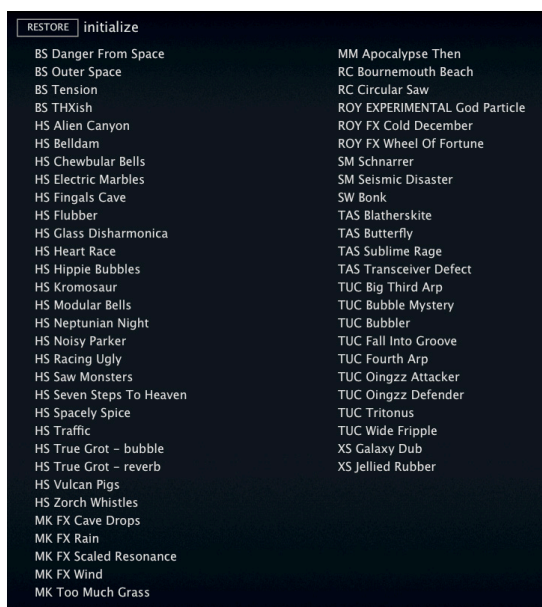 RESTORE initialize
BS Danger From Space
BS Outer Space
BS Tension
BS THXish
HS Alien Canyon
HS Belldam
HS Chewbular Bells
HS Electric Marbles
HS Fingals Cave
HS Flubber
HS Glass Disharmonica
HS Heart Race
HS Hippie Bubbles
HS Kromosaur
HS Modular Bells
HS Neptunian Night
HS Noisy Parker
HS Racing Ugly
HS Saw Monsters
HS Seven Steps To Heaven
HS Spacely Spice
HS Traffic
HS True Grot – bubble
HS True Grot – reverb
HS Vulcan Pigs
HS Zorch Whistles
MK FX Cave Drops
MK FX Rain
MK FX Scaled Resonance
MK FX Wind
MK Too Much Grass
MM Apocalypse Then
RC Bournemouth Beach
RC Circular Saw
ROY EXPERIMENTAL God Particle
ROY FX Cold December
ROY FX Wheel Of Fortune
SM Schnarrer
SM Seismic Disaster
SW Bonk
TAS Blatherskite
TAS Butterfly
TAS Sublime Rage
TAS Transceiver Defect
TUC Big Third Arp
TUC Bubble Mystery
TUC Bubbler
TUC Fall Into Groove
TUC Fourth Arp
TUC Oingzz Attacker
TUC Oingzz Defender
TUC Tritonus
TUC Wide Fripple
XS Galaxy Dub
XS Jellied Rubber